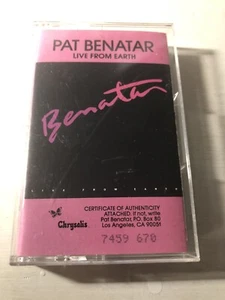 PAT BENATAR
LIVE FROM EARTH
Benatar
LIVE FROM EARTH
Chrysalis
CERTIFICATE OF AUTHENTICITY
ATTACHED. If not, write
Pat Benatar, P.O. Box 80
Los Angeles, CA 90051
7459 670